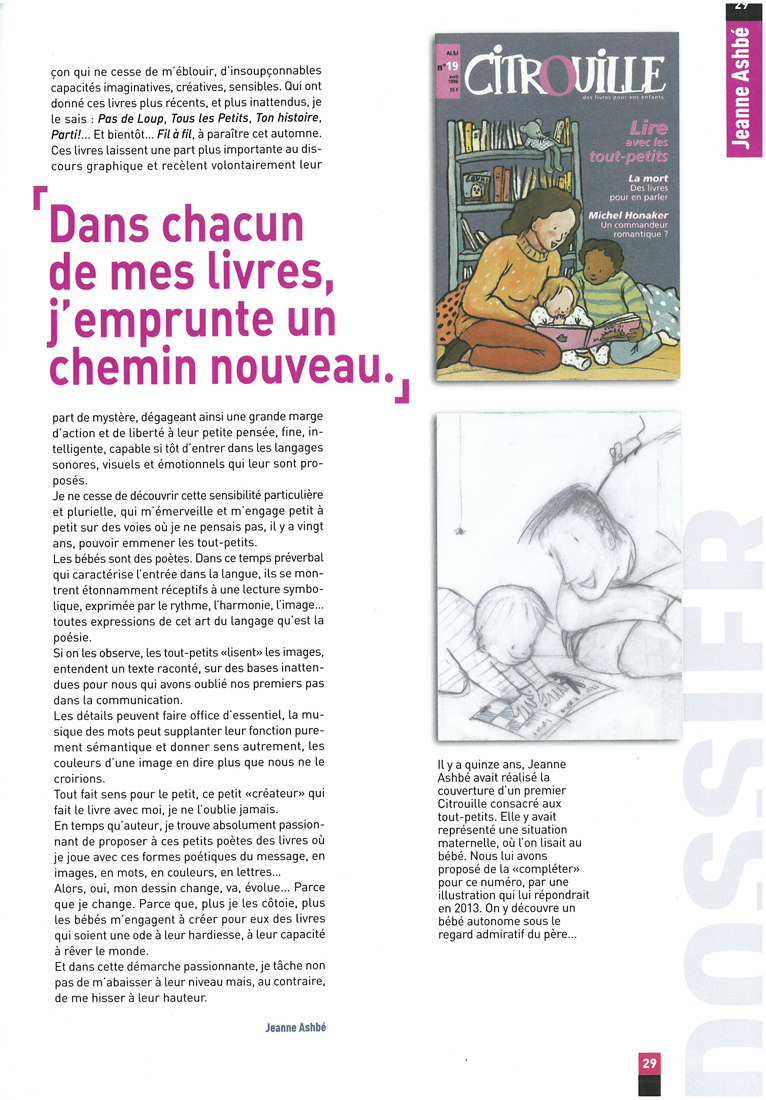 29
Jeanne Ashbé
çon qui ne cesse de m'éblouir, d'insoupçonnables
capacités imaginatives, créatives, sensibles. Qui ont
donné ces livres plus récents, et plus inattendus, je
le sais : Pas de Loup, Tous les Petits, Ton histoire,
Parti!... Et bientôt... Fil à fil, à paraître cet automne.
Ces livres laissent une part plus importante au dis-
cours graphique et recèlent volontairement leur
「Dans chacun
de mes livres,
j'emprunte un
chemin nouveau.」
part de mystère, dégageant ainsi une grande marge
d'action et de liberté à leur petite pensée, fine, in-
telligente, capable si tôt d'entrer dans les langages
sonores, visuels et émotionnels qui leur sont pro-
posés.
Je ne cesse de découvrir cette sensibilité particulière
et plurielle, qui m'émerveille et m'engage petit à
petit sur des voies où je ne pensais pas, il y a vingt
ans, pouvoir emmener les tout-petits.
Les bébés sont des poètes. Dans ce temps préverbal
qui caractérise l'entrée dans la langue, ils se mon-
trent étonnamment réceptifs à une lecture symbo-
lique, exprimée par le rythme, l'harmonie, l'image...
toutes expressions de cet art du langage qu'est la
poésie.
Si on les observe, les tout-petits «lisent» les images,
entendent un texte raconté, sur des bases inatten-
dues pour nous qui avons oublié nos premiers pas
dans la communication.
Les détails peuvent faire office d'essentiel, la mu-
sique des mots peut supplanter leur fonction pure-
ment sémantique et donner sens autrement, les
couleurs d'une image en dire plus que nous ne le
croirions.
Tout fait sens pour le petit, ce petit «créateur» qui
fait le livre avec moi, je ne l'oublie jamais.
En temps qu'auteur, je trouve absolument passion-
nant de proposer à ces petits poètes des livres où
je joue avec ces formes poétiques du message, en
images, en mots, en couleurs, en lettres...
Alors, oui, mon dessin change, va, évolue... Parce
que je change. Parce que, plus je les côtoie, plus
les bébés m'engagent à créer pour eux des livres
qui soient une ode à leur hardiesse, à leur capacité
à rêver le monde.
Et dans cette démarche passionnante, je tâche non
pas de m'abaisser à leur niveau mais, au contraire,
de me hisser à leur hauteur.
Jeanne Ashbé
ALSJ
n°19
avril
1998
35 F
CITROUILLE
des livres pour vos enfants
Lire
avec les
tout-petits
La mort
Des livres
pour en parler
Michel Honaker
Un commandeur
romantique ?
Il y a quinze ans, Jeanne
Ashbé avait réalisé la
couverture d'un premier
Citrouille consacré aux
tout-petits. Elle y avait
représenté une situation
maternelle, où l'on lisait au
bébé. Nous lui avons
proposé de la «compléter»
pour ce numéro, par une
illustration qui lui répondrait
en 2013. On y découvre un
bébé autonome sous le
regard admiratif du père...
DOSSIER
29